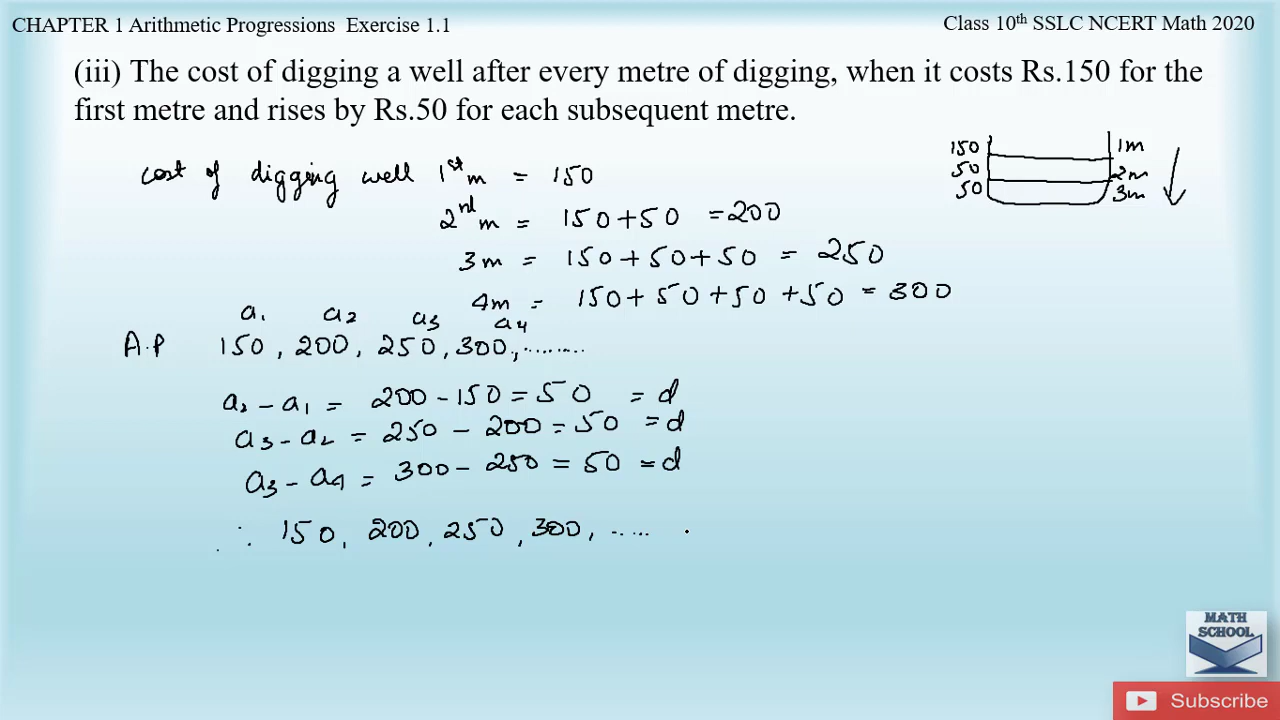 CHAPTER 1 Arithmetic Progressions Exercise 1.1
Class 10th SSLC NCERT Math 2020
(iii) The cost of digging a well after every metre of digging, when it costs Rs.150 for the
first metre and rises by Rs.50 for each subsequent metre.
150 1m
50 2m
50 3m
cost of digging well 1st m = 150
2nd m = 150+50 =200
3m = 150+50+50 = 250
4m = 150+50+50+50 = 300
a1 a2 a3 a4
A.P 150, 200, 250, 300, ........
a2 - a1 = 200-150=50 = d
a3 - a2 = 250 - 200 = 50 = d
a3 - a4 = 300 - 250 = 50 = d
∴ 150, 200, 250, 300, ......
MATH
SCHOOL
Subscribe